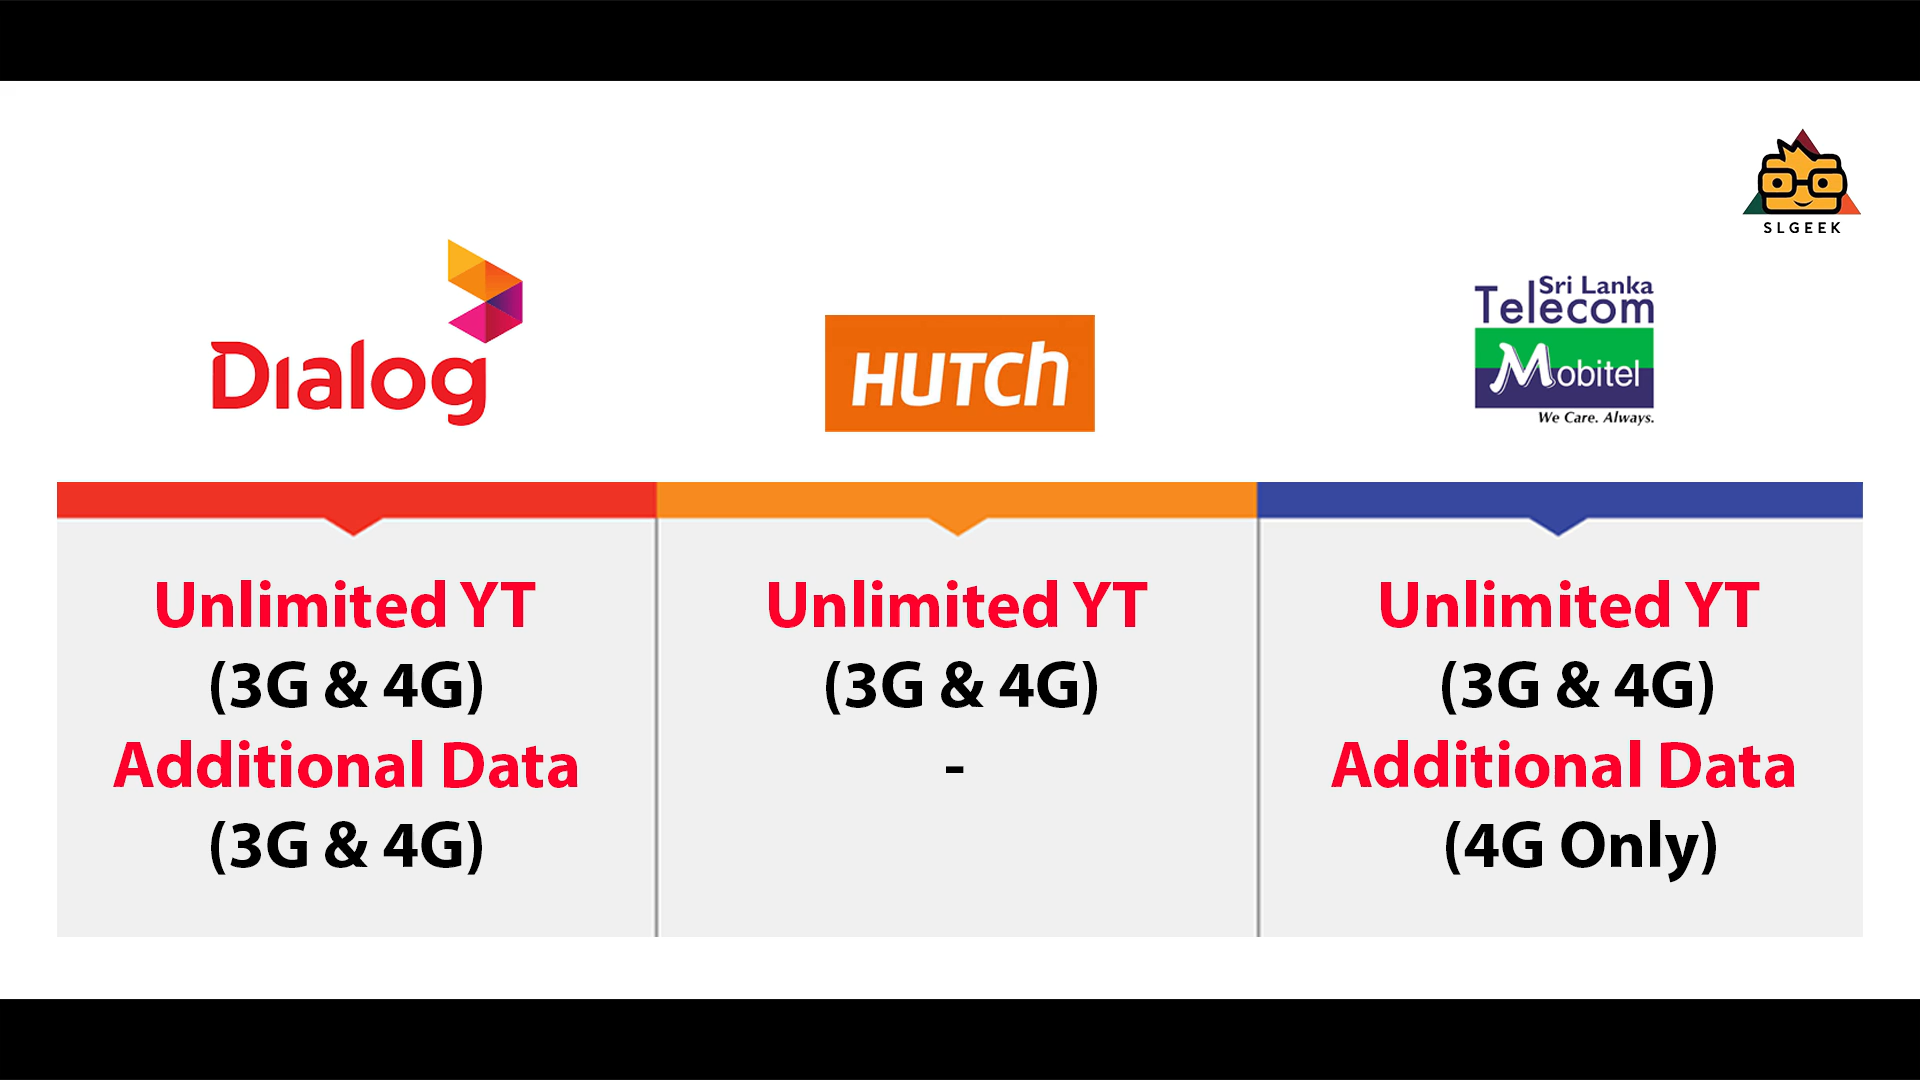 SLGEEK
Dialog
HUTCh
Sri Lanka
Telecom
Mobitel
We Care. Always.
Unlimited YT
(3G & 4G)
Additional Data
(3G & 4G)
Unlimited YT
(3G & 4G)
-
Unlimited YT
(3G & 4G)
Additional Data
(4G Only)